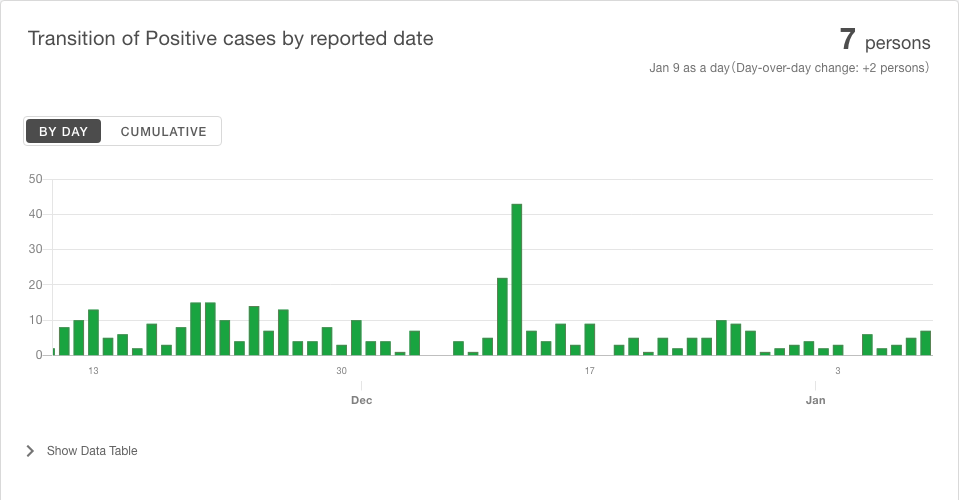 Transition of Positive cases by reported date
7 persons
Jan 9 as a day(Day-over-day change: +2 persons)
BY DAY CUMULATIVE
50
40
30
20
10
0
13 30 17 3
Dec Jan
Show Data Table